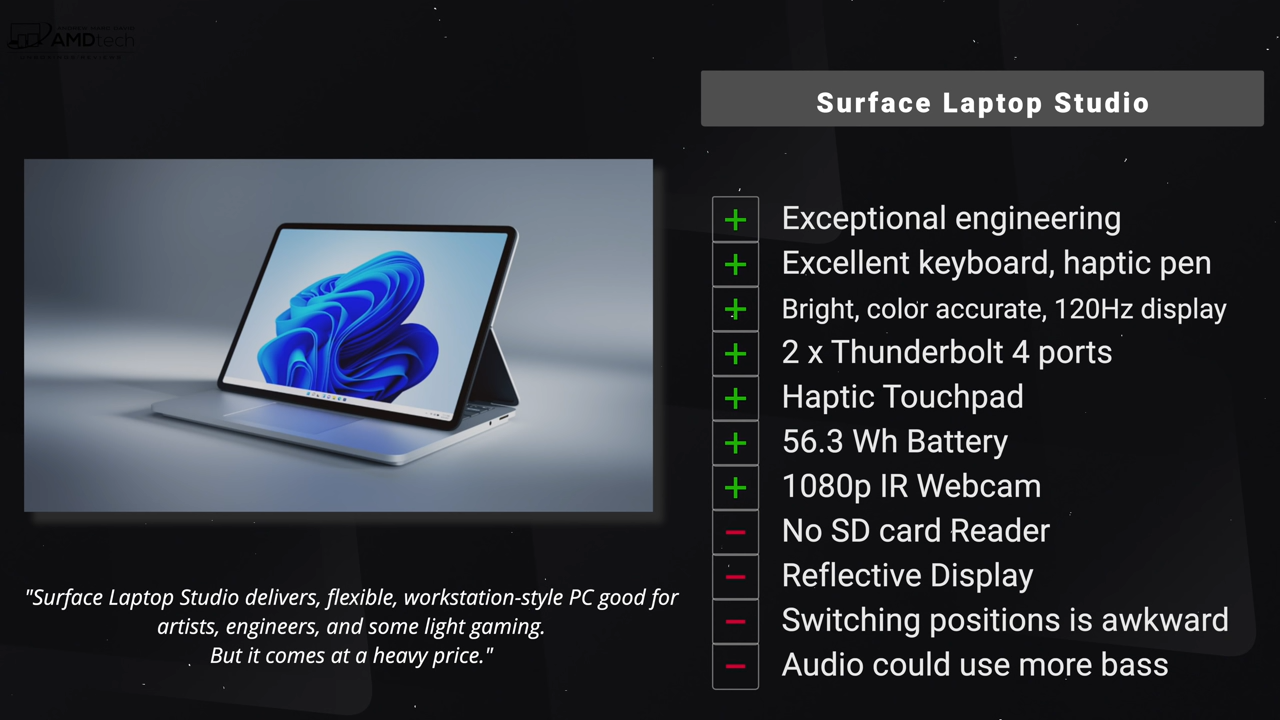 AMDtech
Surface Laptop Studio
Exceptional engineering
Excellent keyboard, haptic pen
Bright, color accurate, 120Hz display
2 x Thunderbolt 4 ports
Haptic Touchpad
56.3 Wh Battery
1080p IR Webcam
No SD card Reader
Reflective Display
Switching positions is awkward
Audio could use more bass
"Surface Laptop Studio delivers, flexible, workstation-style PC good for
artists, engineers, and some light gaming.
But it comes at a heavy price."